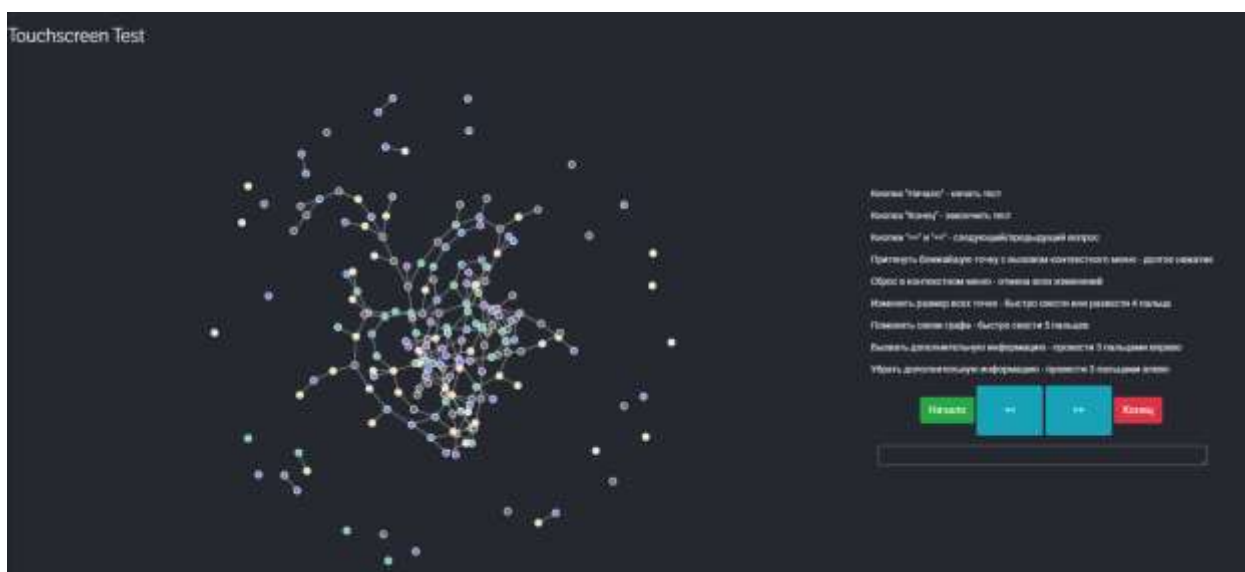 Touchscreen Test
Кнопка "Начало" - начать тест
Кнопка "Конец" - закончить тест
Кнопки ">>" и "<<" - следующий/предыдущий вопрос
Притянуть ближайшую точку с вызовом контекстного меню - долгое нажатие
Сброс в контекстном меню - отмена всех изменений
Изменить размер всех точек - быстро свести или развести 4 пальца
Поменять связи графа - быстро свести 5 пальцев
Вызвать дополнительную информацию - провести 3 пальцами вправо
Убрать дополнительную информацию - провести 3 пальцами влево
Начало << >> Конец